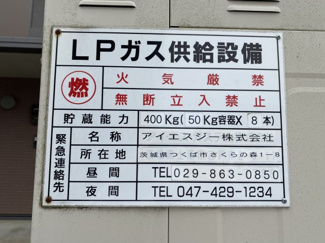 LPガス供給設備
燃
火気厳禁
無断立入禁止
貯蔵能力 400Kg(50Kg容器X 8本)
緊急連絡先
名称 アイエスジー株式会社
所在地 茨城県つくば市さくらの森1-8
昼間 TEL029-863-0850
夜間 TEL 047-429-1234